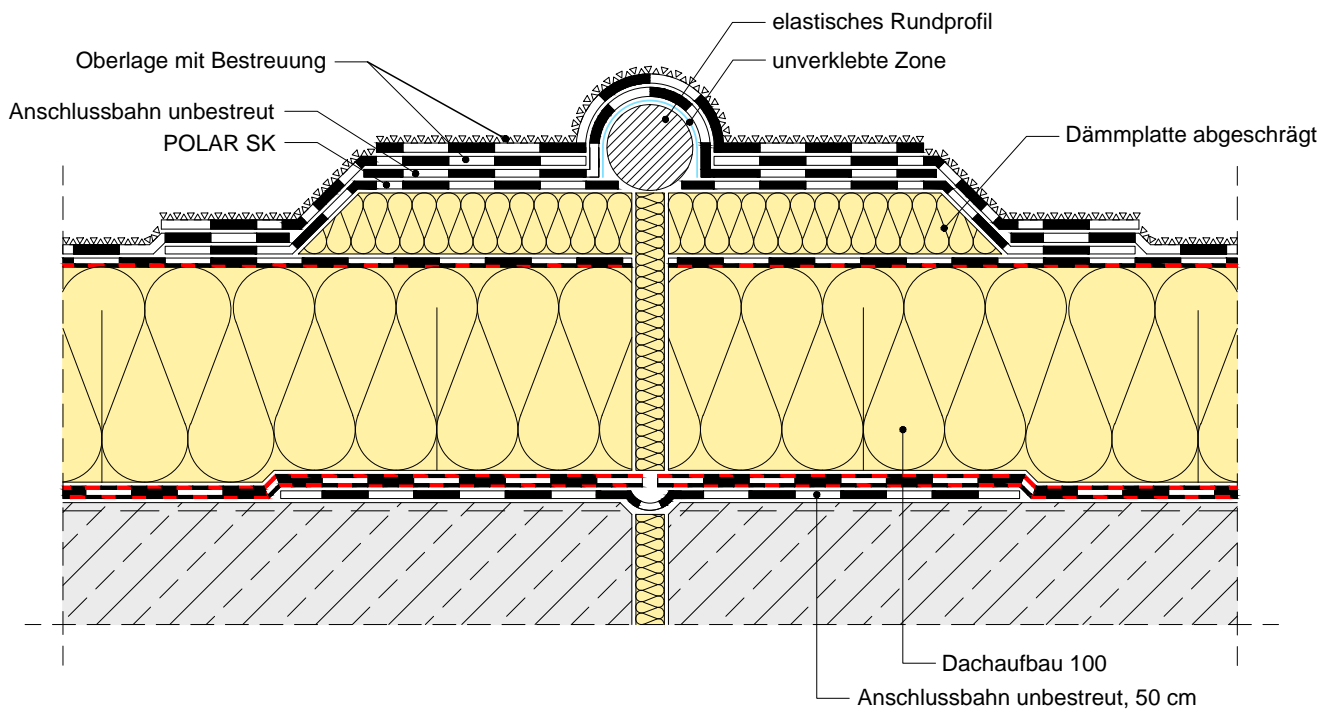 elastisches Rundprofil
unverklebte Zone
Oberlage mit Bestreuung
Anschlussbahn unbestreut
POLAR SK
Dämmplatte abgeschrägt
Dachaufbau 100
Anschlussbahn unbestreut, 50 cm